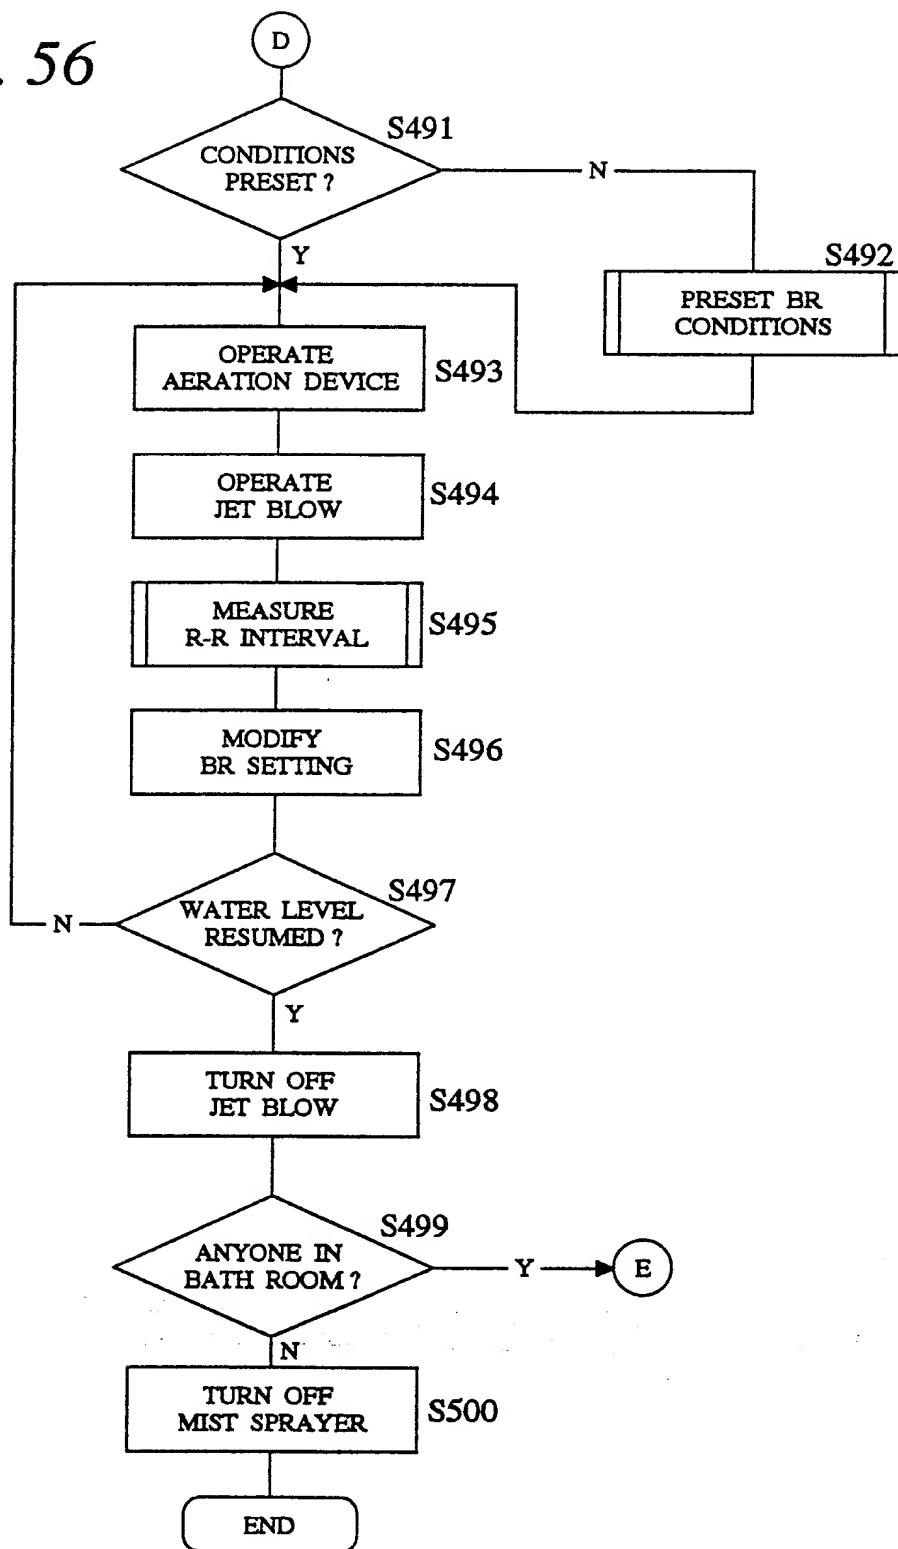 . 56
D
S491
CONDITIONS
PRESET ?
N
Y
S492
PRESET BR
CONDITIONS
OPERATE
AERATION DEVICE
S493
OPERATE
JET BLOW
S494
MEASURE
R-R INTERVAL
S495
MODIFY
BR SETTING
S496
S497
WATER LEVEL
RESUMED ?
N
Y
TURN OFF
JET BLOW
S498
S499
ANYONE IN
BATH ROOM ?
Y
E
N
TURN OFF
MIST SPRAYER
S500
END